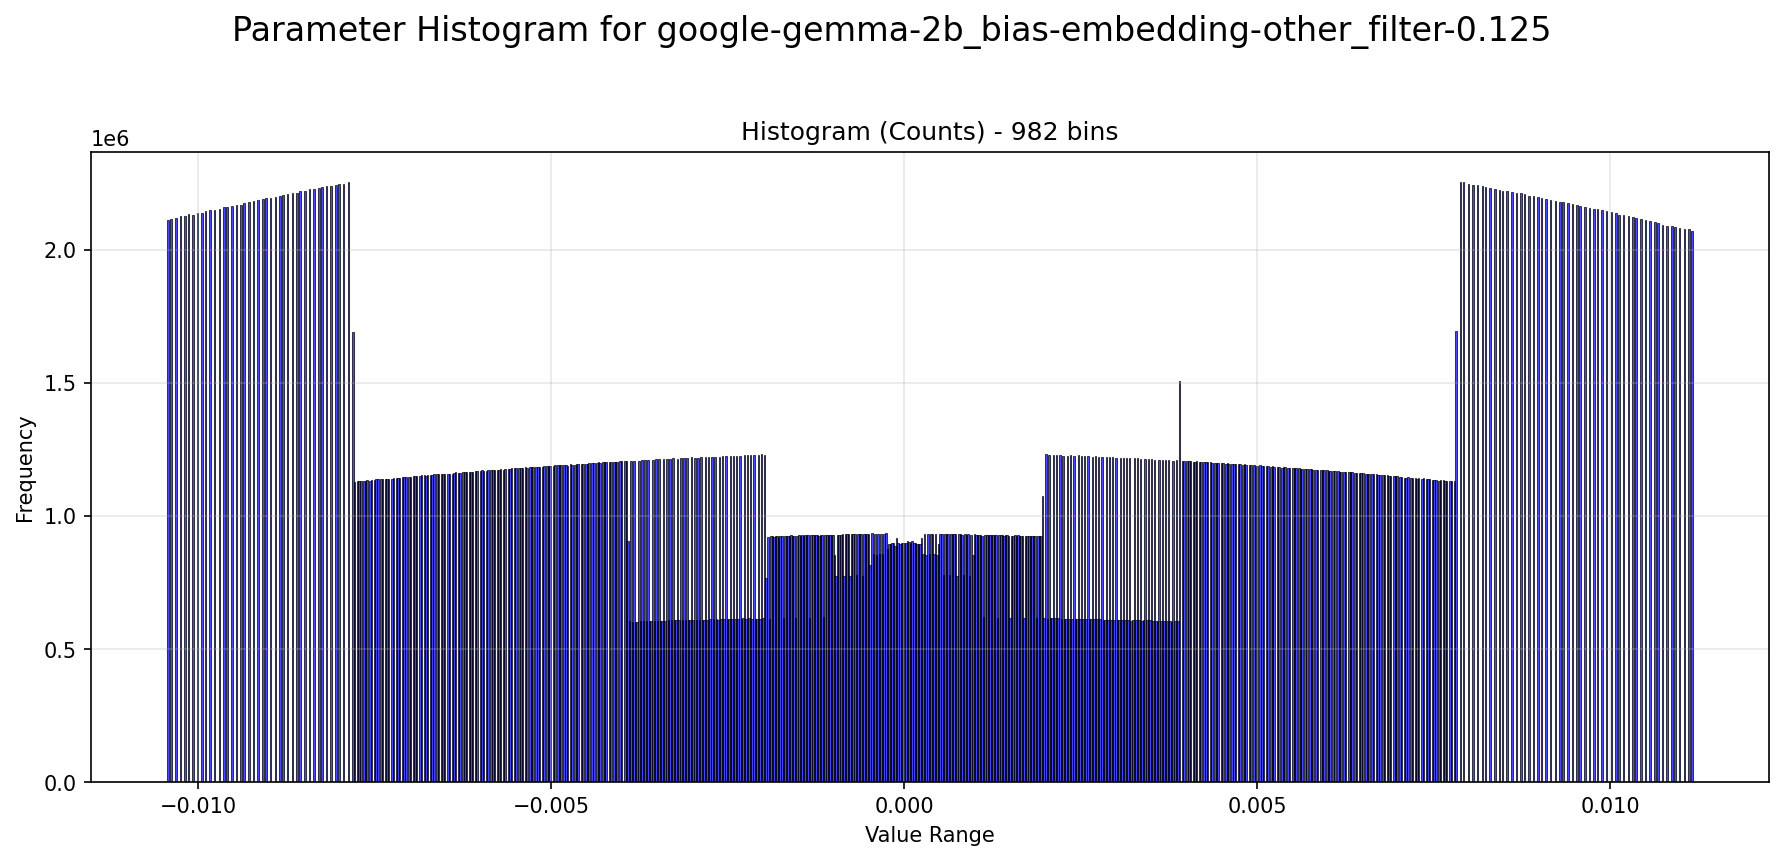 Parameter Histogram for google-gemma-2b_bias-embedding-other_filter-0.125
Histogram (Counts) - 982 bins
1e6
2.0
1.5
1.0
0.5
0.0
Frequency
−0.010 −0.005 0.000 0.005 0.010
Value Range